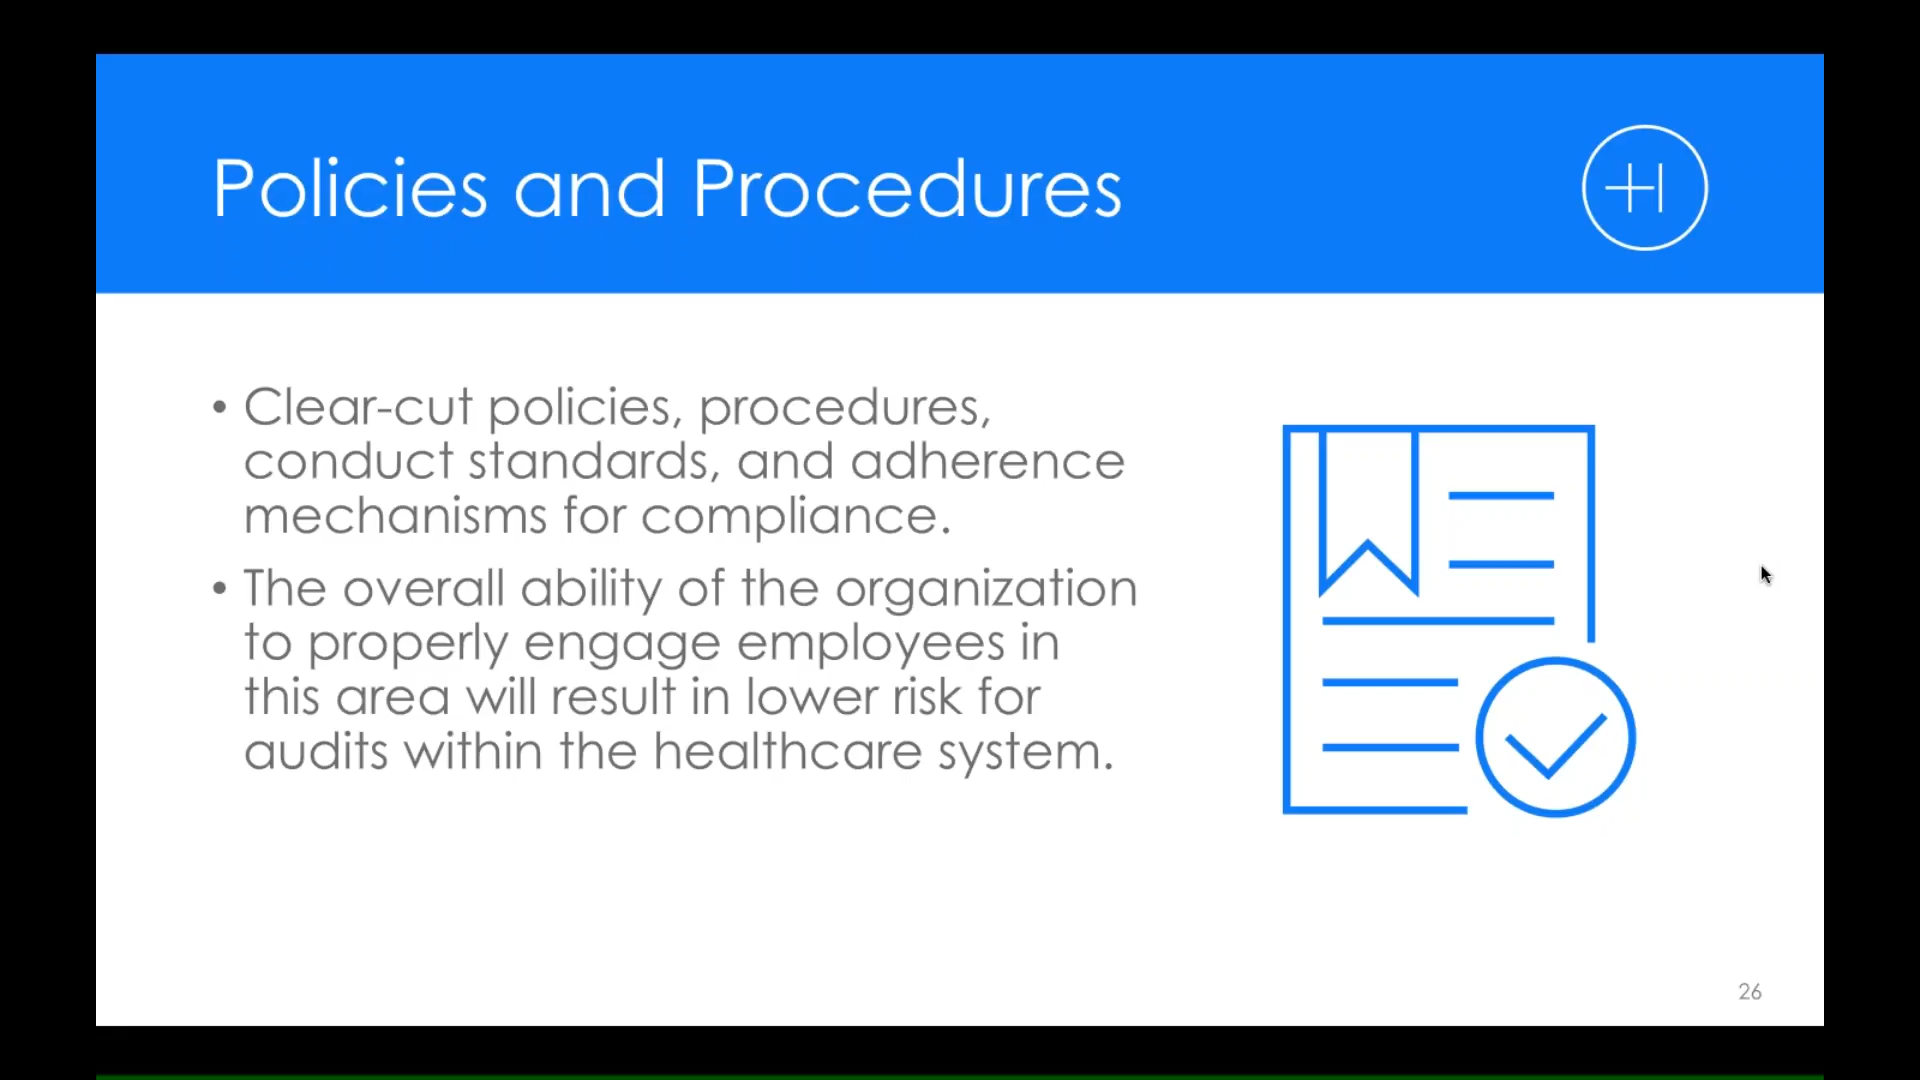 Policies and Procedures
• Clear-cut policies, procedures,
conduct standards, and adherence
mechanisms for compliance.
• The overall ability of the organization
to properly engage employees in
this area will result in lower risk for
audits within the healthcare system.
26